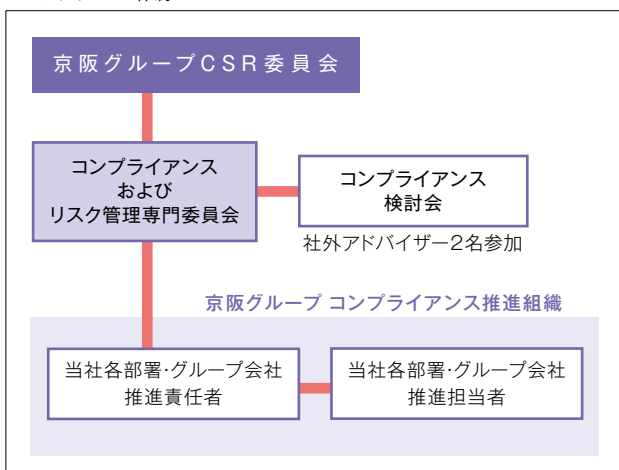 京阪グループCSR委員会
コンプライアンス
および
リスク管理専門委員会
コンプライアンス
検討会
社外アドバイザー2名参加
京阪グループ コンプライアンス推進組織
当社各部署・グループ会社
推進責任者
当社各部署・グループ会社
推進担当者